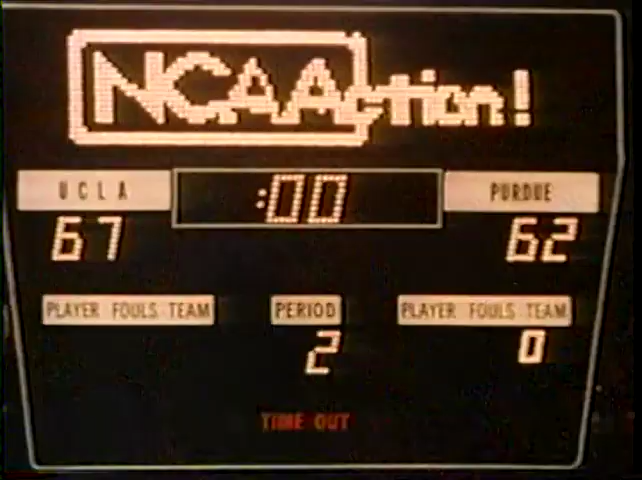 NCAAction!
UCLA :00 PURDUE
67 62
PLAYER FOULS TEAM PERIOD PLAYER FOULS TEAM
2 0
TIME OUT